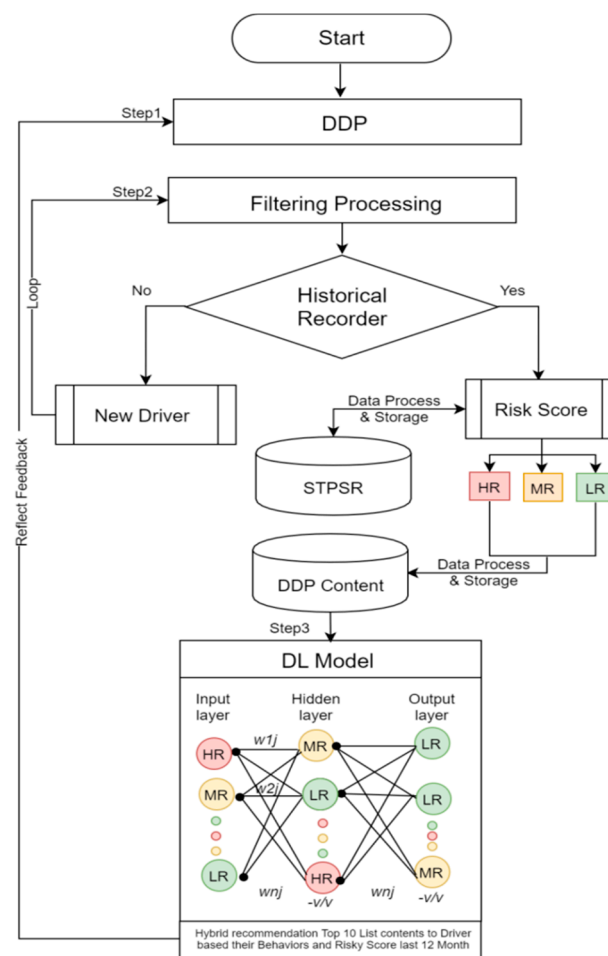 Start
Step1
DDP
Step2
Filtering Processing
Loop
No
Historical
Recorder
Yes
New Driver
Data Process
& Storage
Risk Score
STPSR
HR
MR
LR
DDP Content
Data Process
& Storage
Reflect Feedback
Step3
DL Model
Input
layer
Hidden
layer
Output
layer
HR
w1j
MR
LR
MR
w2j
LR
LR
LR
wnj
HR
wnj
MR
-v/v
-v/v
Hybrid recommendation Top 10 List contents to Driver
based their Behaviors and Risky Score last 12 Month